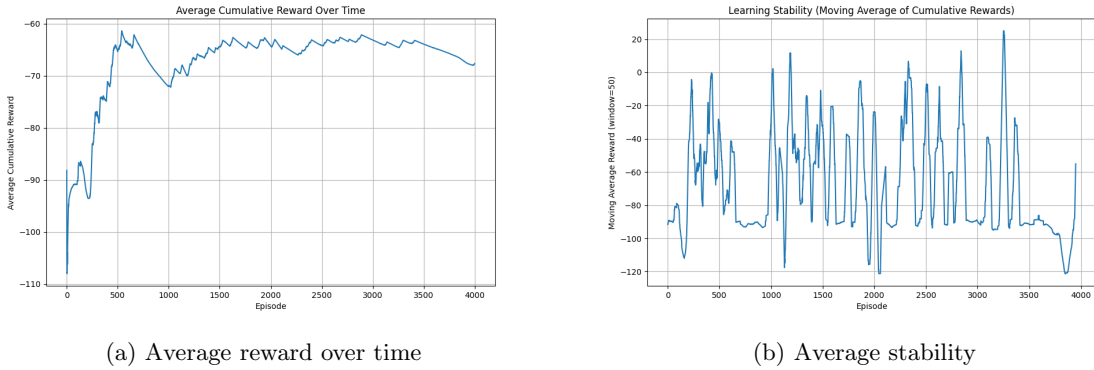 Average Cumulative Reward Over Time
Average Cumulative Reward
−60
−70
−80
−90
−100
−110
0 500 1000 1500 2000 2500 3000 3500 4000
Episode
(a) Average reward over time
Learning Stability (Moving Average of Cumulative Rewards)
Moving Average Reward (window=50)
20
0
−20
−40
−60
−80
−100
−120
0 500 1000 1500 2000 2500 3000 3500 4000
Episode
(b) Average stability